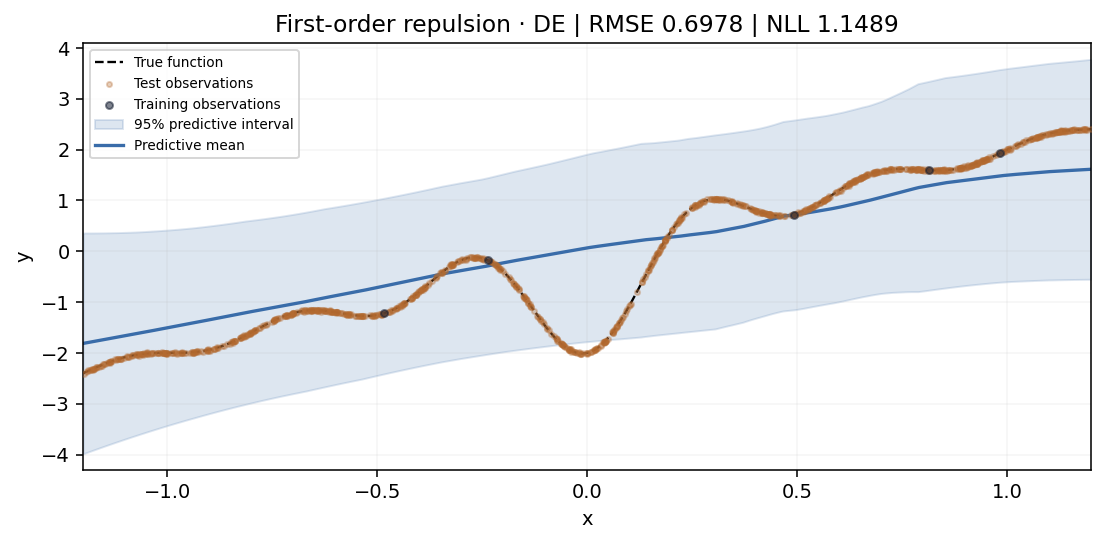 First-order repulsion · DE | RMSE 0.6978 | NLL 1.1489
True function
Test observations
Training observations
95% predictive interval
Predictive mean
4
3
2
1
0
−1
−2
−3
−4
y
−1.0 −0.5 0.0 0.5 1.0
x